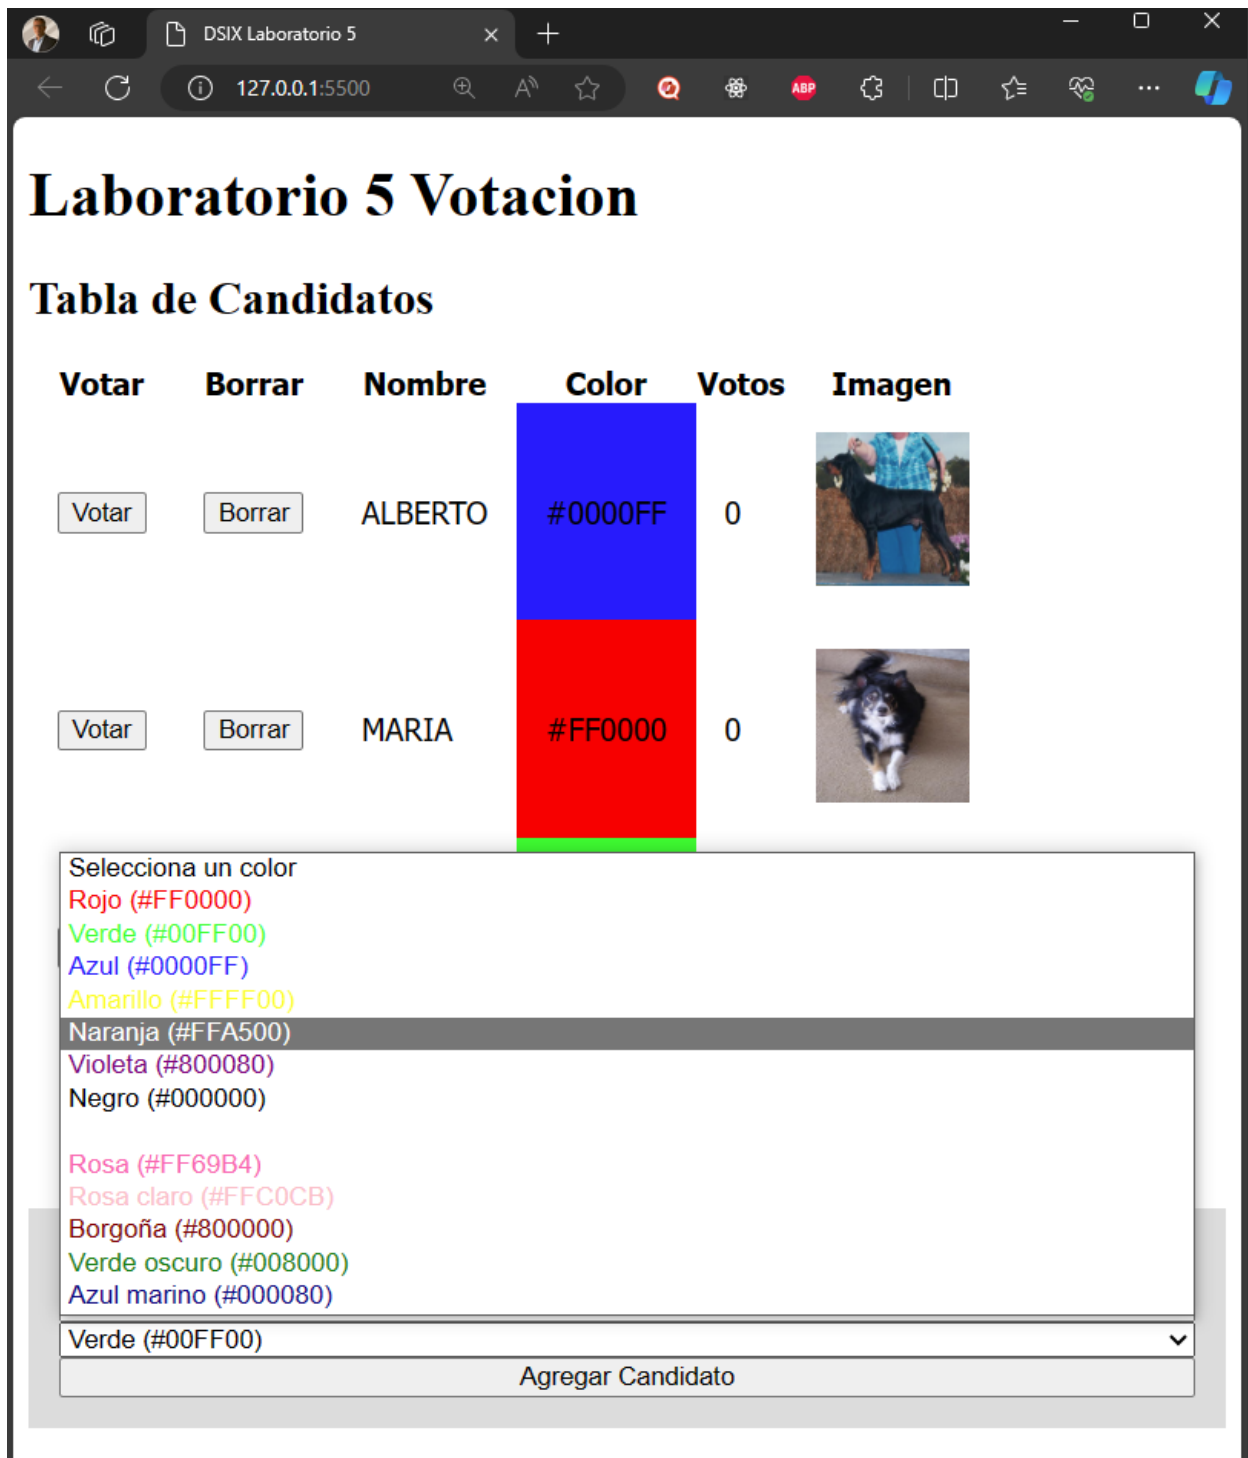 DSIX Laboratorio 5
127.0.0.1:5500
ABP
Laboratorio 5 Votacion
Tabla de Candidatos
Votar Borrar Nombre Color Votos Imagen
Votar Borrar ALBERTO #0000FF 0
Votar Borrar MARIA #FF0000 0
Selecciona un color
Rojo (#FF0000)
Verde (#00FF00)
Azul (#0000FF)
Amarillo (#FFFF00)
Naranja (#FFA500)
Violeta (#800080)
Negro (#000000)
Rosa (#FF69B4)
Rosa claro (#FFC0CB)
Borgoña (#800000)
Verde oscuro (#008000)
Azul marino (#000080)
Verde (#00FF00)
Agregar Candidato